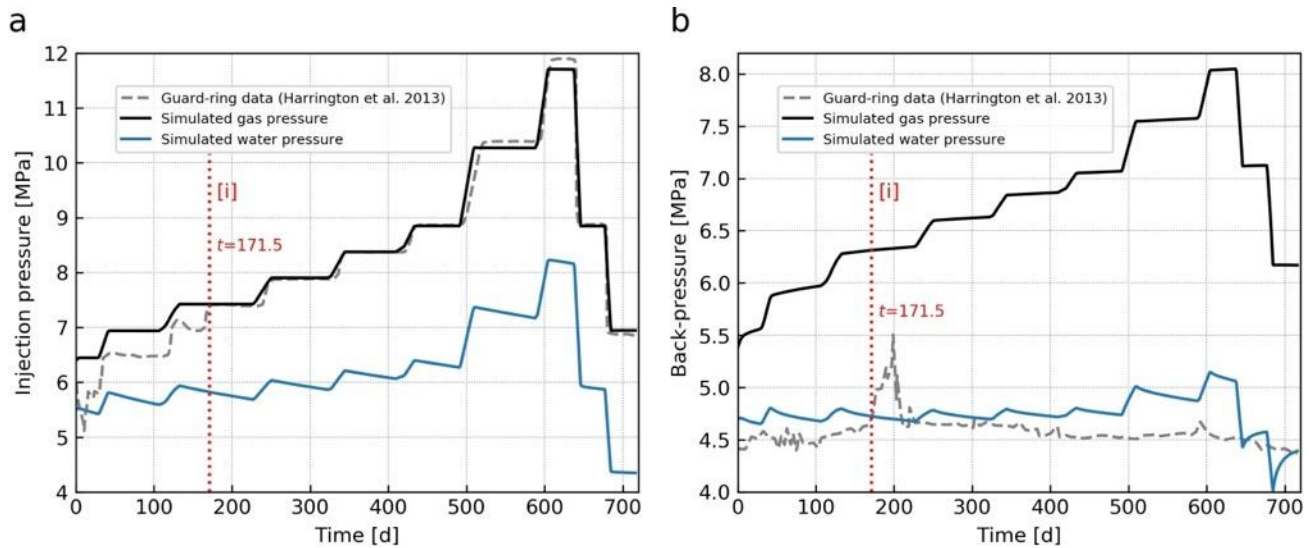 a
Injection pressure [MPa]
12
11
10
9
8
7
6
5
4
Guard-ring data (Harrington et al. 2013)
Simulated gas pressure
Simulated water pressure
[i]
t=171.5
0 100 200 300 400 500 600 700
Time [d]
b
Back-pressure [MPa]
8.0
7.5
7.0
6.5
6.0
5.5
5.0
4.5
4.0
Guard-ring data (Harrington et al. 2013)
Simulated gas pressure
Simulated water pressure
[i]
t=171.5
0 100 200 300 400 500 600 700
Time [d]